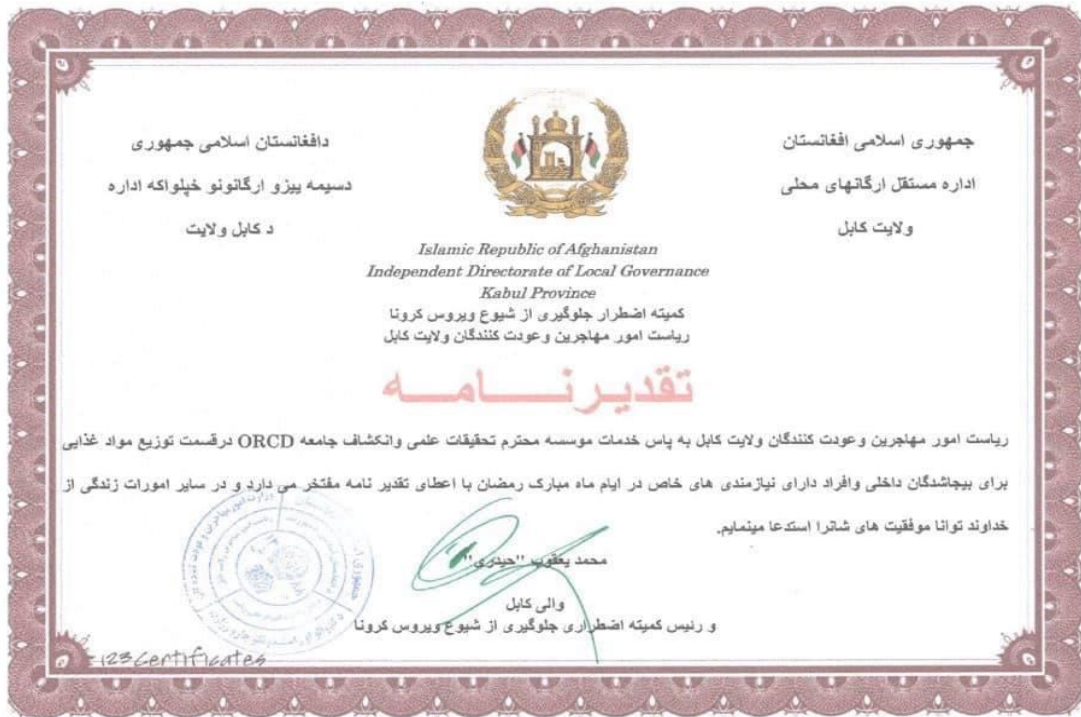 جمهوری اسلامی افغانستان
اداره مستقل ارگانهای محلی
ولایت کابل
دافغانستان اسلامی جمهوری
دسیمه ییزو ارگانونو خپلواکه اداره
د کابل ولایت
Islamic Republic of Afghanistan
Independent Directorate of Local Governance
Kabul Province
کمیته اضطرار جلوگیری از شیوع ویروس کرونا
ریاست امور مهاجرین وعودت کنندگان ولایت کابل
تقدیرنــــامــــه
ریاست امور مهاجرین وعودت کنندگان ولایت کابل به پاس خدمات موسسه محترم تحقیقات علمی وانکشاف جامعه ORCD درقسمت توزیع مواد غذایی
برای بیجاشدگان داخلی وافراد دارای نیازمندی های خاص در ایام ماه مبارک رمضان با اعطای تقدیر نامه مفتخر می دارد و در سایر امورات زندگی از
خداوند توانا موفقیت های شانرا استدعا مینمایم.
محمد یعقوب "حیدری"
والی کابل
و رئیس کمیته اضطراری جلوگیری از شیوع ویروس کرونا
123Certificates